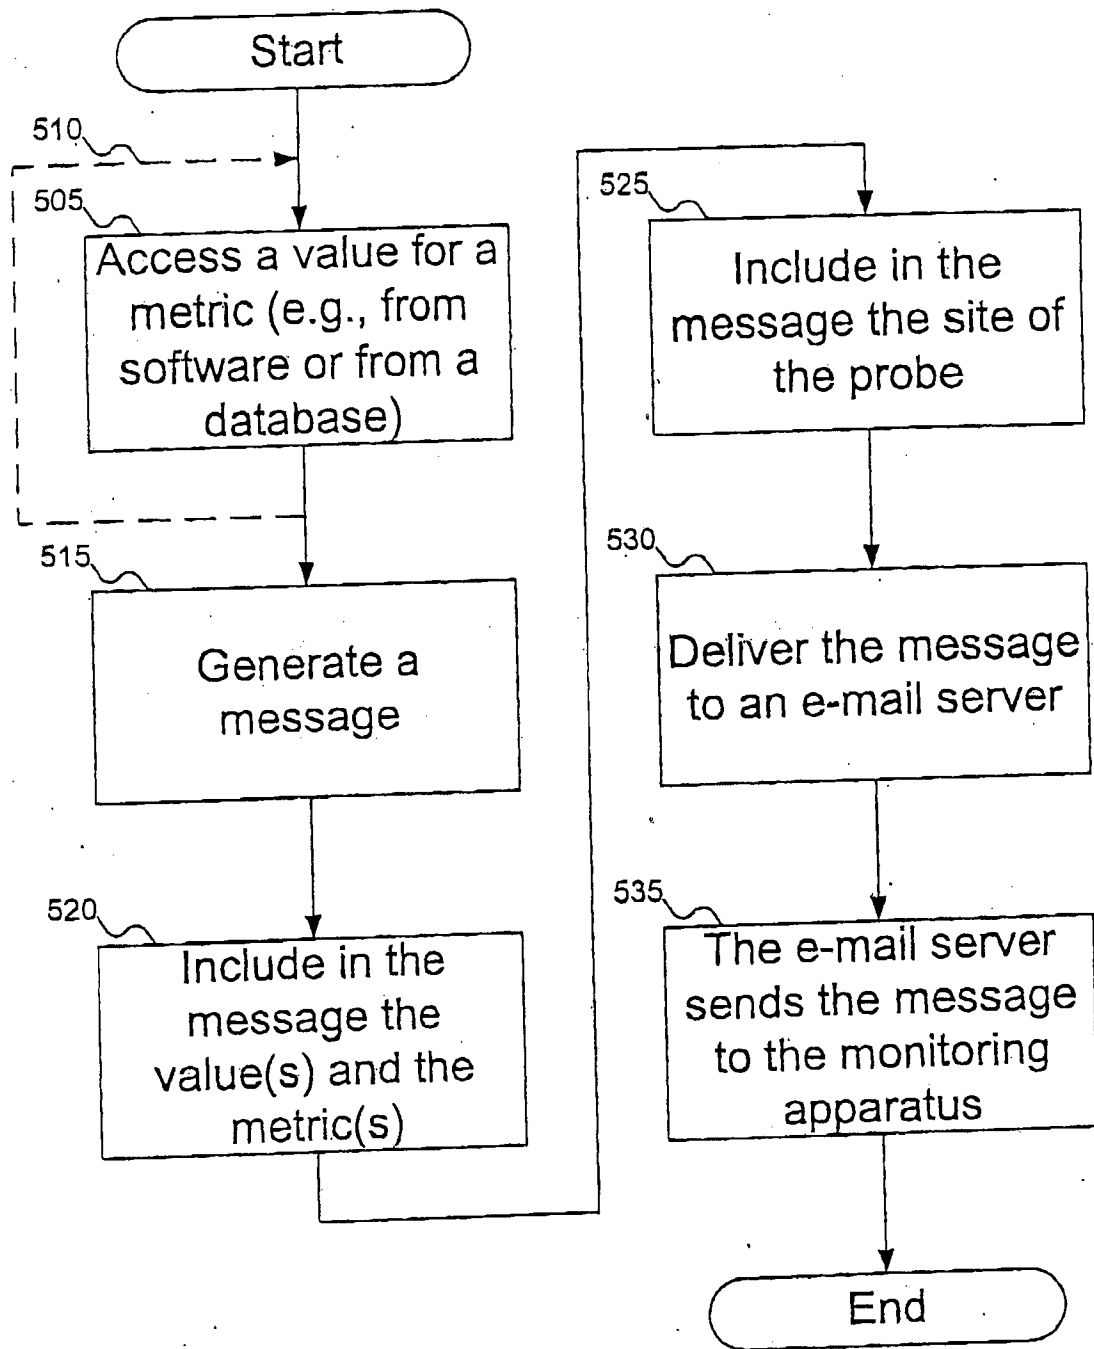 Start
510
505
Access a value for a
metric (e.g., from
software or from a
database)
515
Generate a
message
520
Include in the
message the
value(s) and the
metric(s)
525
Include in the
message the site of
the probe
530
Deliver the message
to an e-mail server
535
The e-mail server
sends the message
to the monitoring
apparatus
End